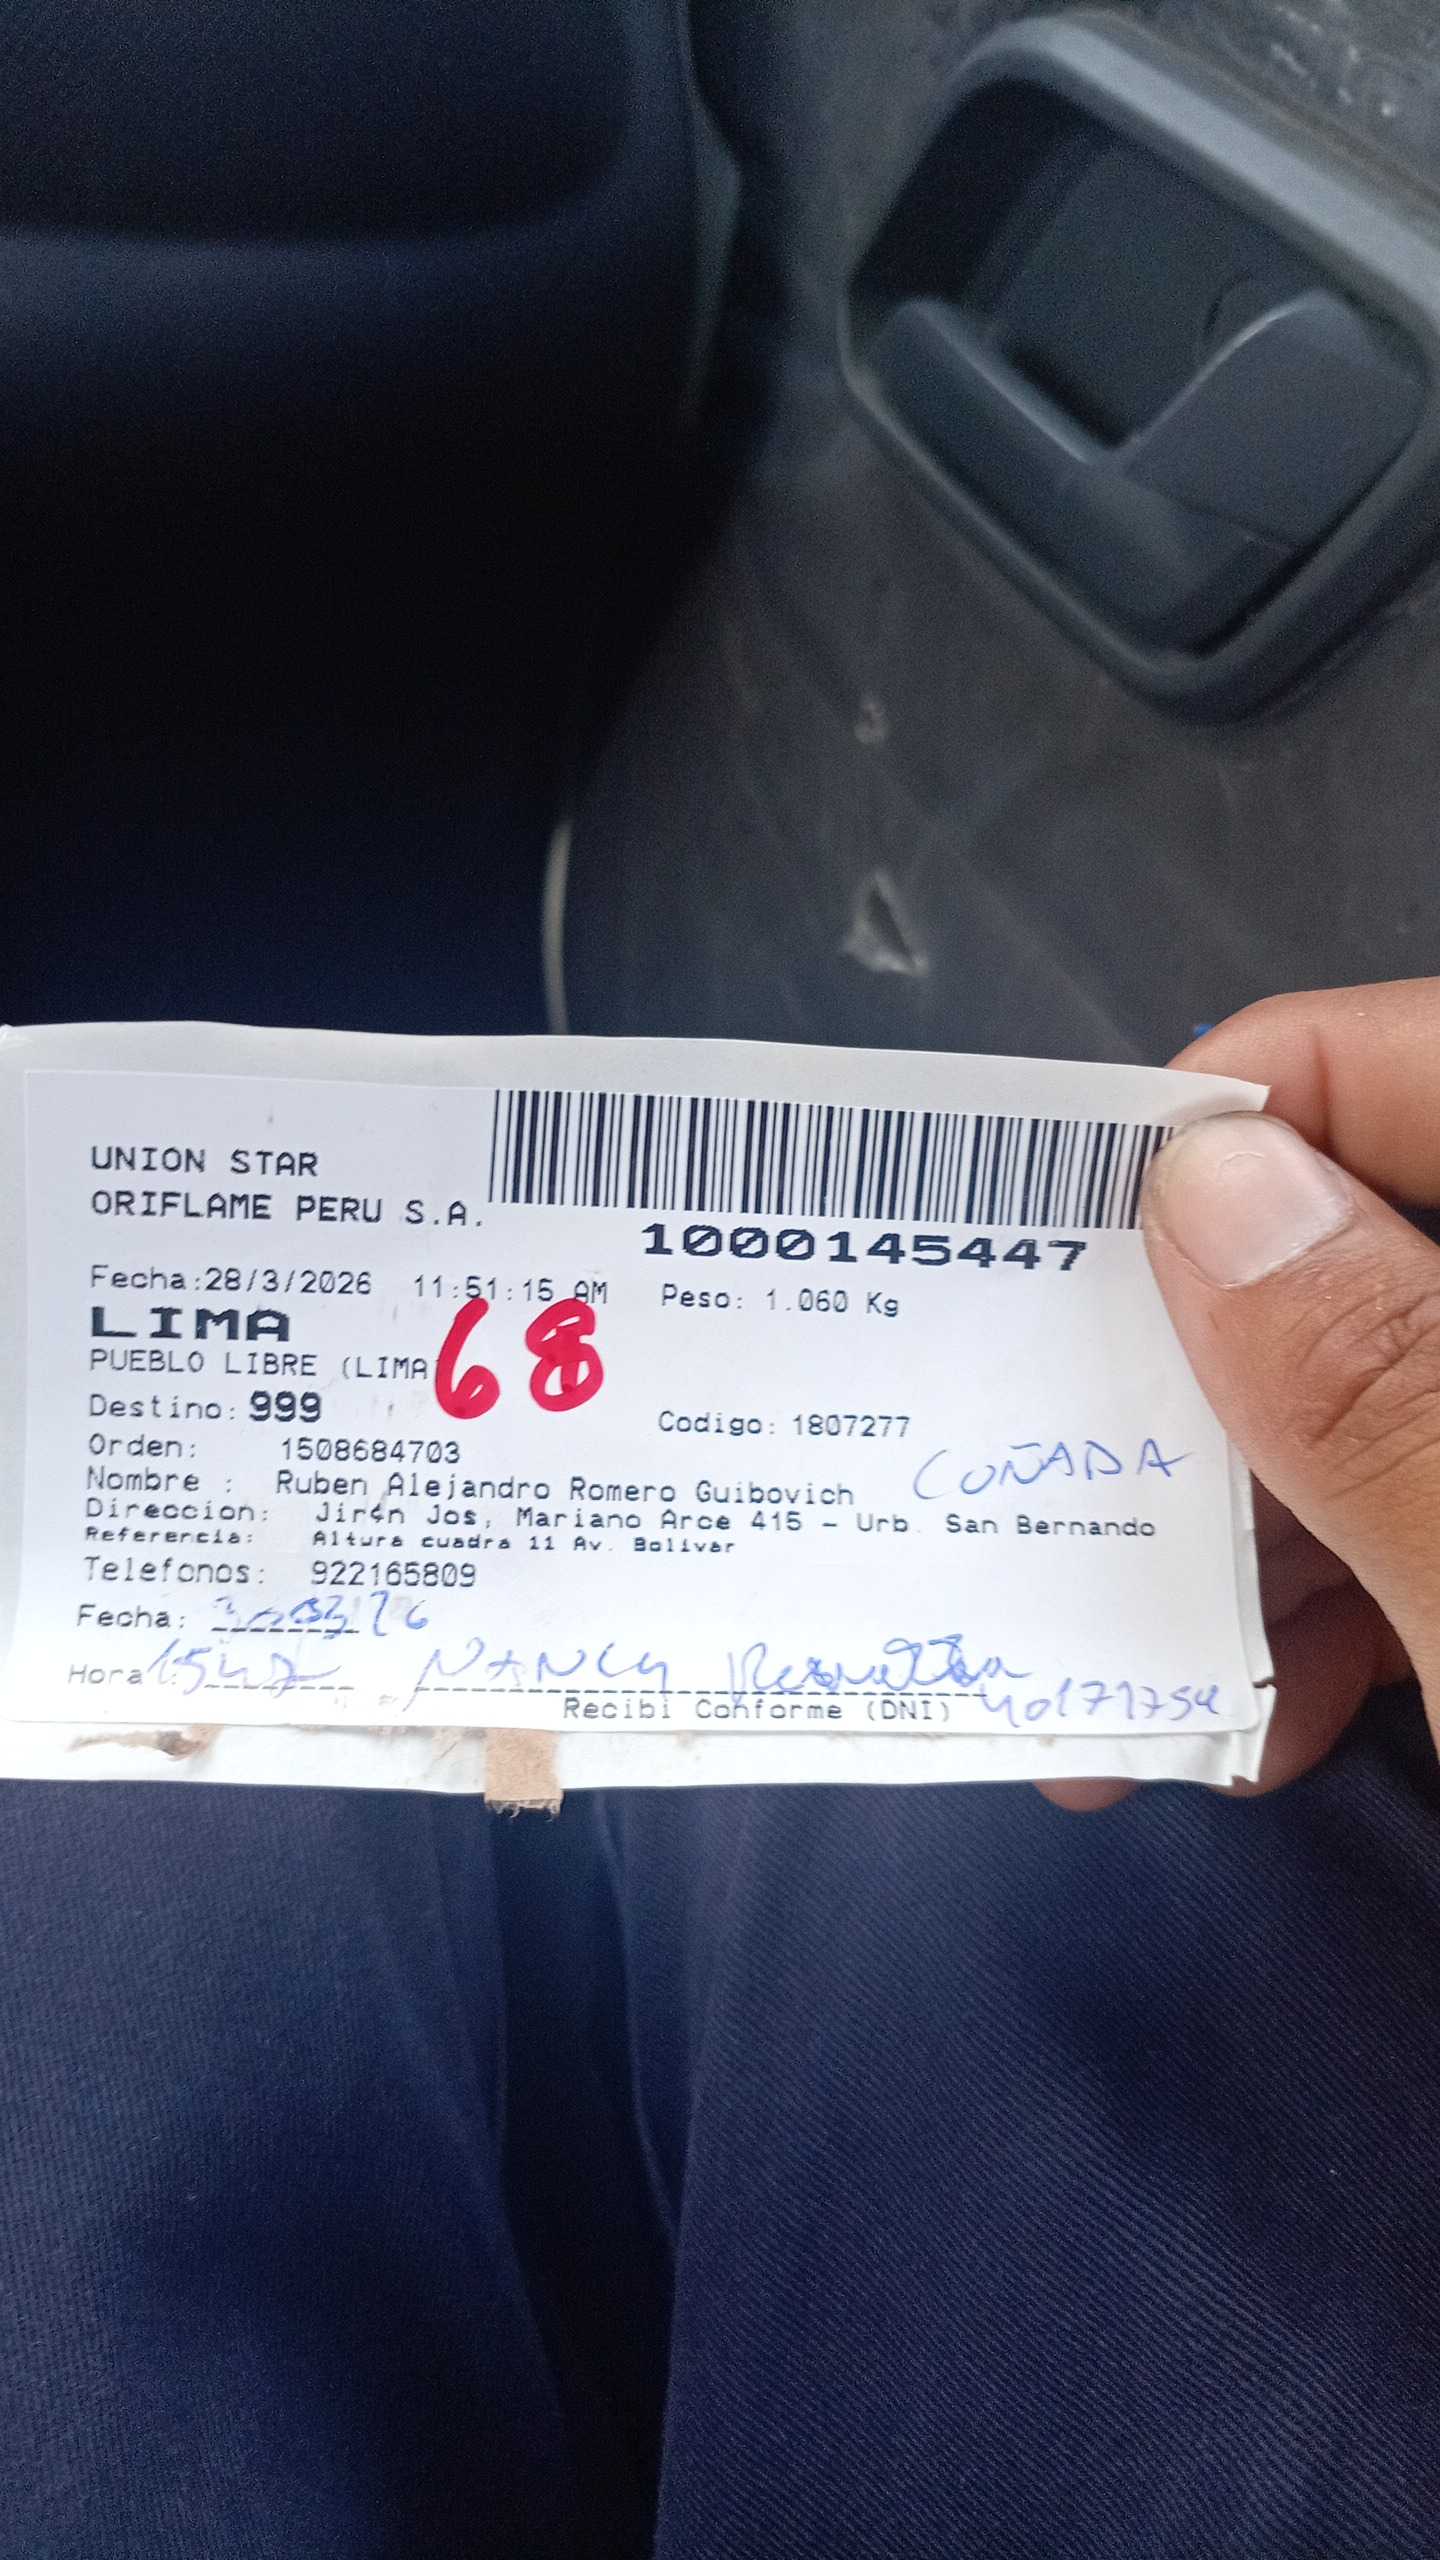 UNION STAR
ORIFLAME PERU S.A.
1000145447
Fecha:28/3/2026 11:51:15 AM Peso: 1.060 Kg
LIMA
68
PUEBLO LIBRE (LIMA
Destino: 999 Codigo: 1807277
Orden: 1508684703
CUÑADA
Nombre : Ruben Alejandro Romero Guibovich
Direccion: Jirón Jos, Mariano Arce 415 - Urb. San Bernando
Referencia: Altura cuadra 11 Av. Bolivar
Telefonos: 922165809
Fecha:
Hora: NANCY
Recibi Conforme (DNI) 40171754